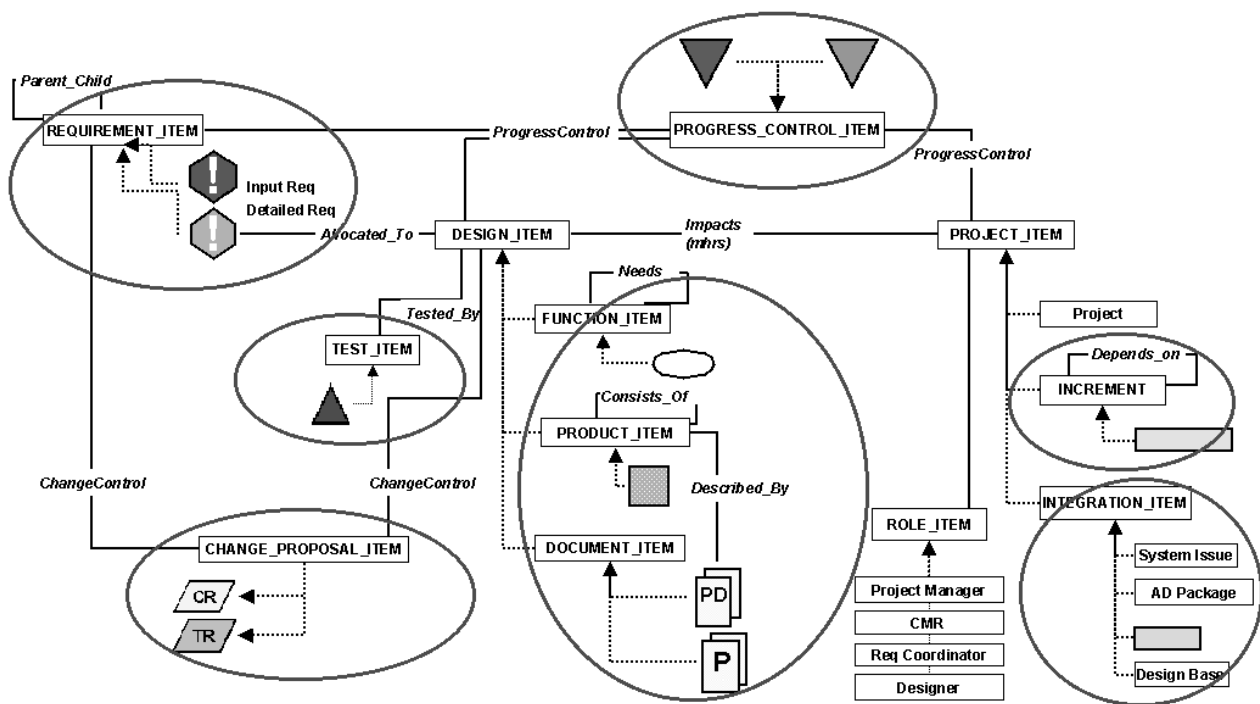 Parent_Child
REQUIREMENT_ITEM
ProgressControl
PROGRESS_CONTROL_ITEM
ProgressControl
!
Input Req
Detailed Req
!
Allocated_To
DESIGN_ITEM
Impacts
(mhrs)
PROJECT_ITEM
Needs
FUNCTION_ITEM
Tested_By
TEST_ITEM
Project
Depends_on
INCREMENT
Consists_Of
PRODUCT_ITEM
ChangeControl
ChangeControl
Described_By
INTEGRATION_ITEM
ROLE_ITEM
CHANGE_PROPOSAL_ITEM
DOCUMENT_ITEM
System Issue
CR
PD
Project Manager
AD Package
CMR
TR
P
Req Coordinator
Design Base
Designer